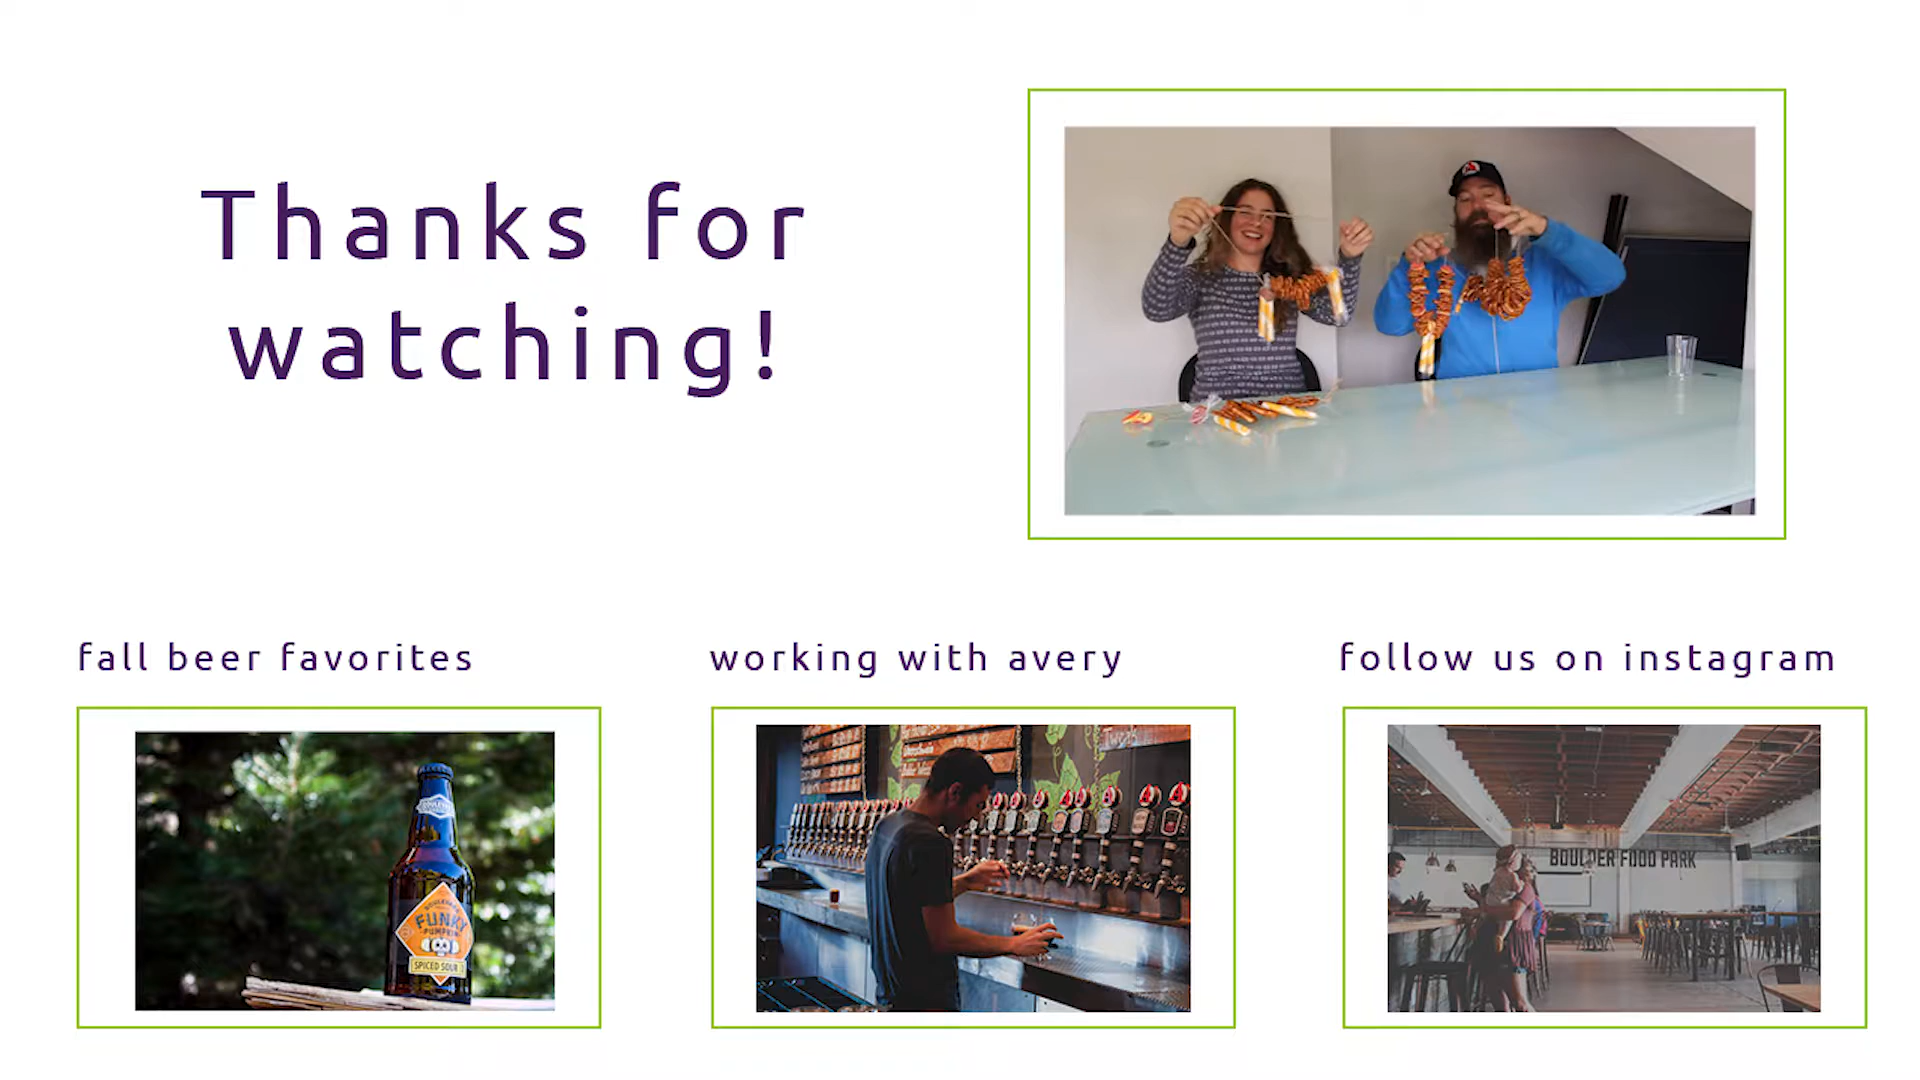 Thanks for
watching!
fall beer favorites
working with avery
follow us on instagram
BOULEVARD
FUNKY
PUMPKIN
SPICED SOUR
BOULDER FOOD PARK